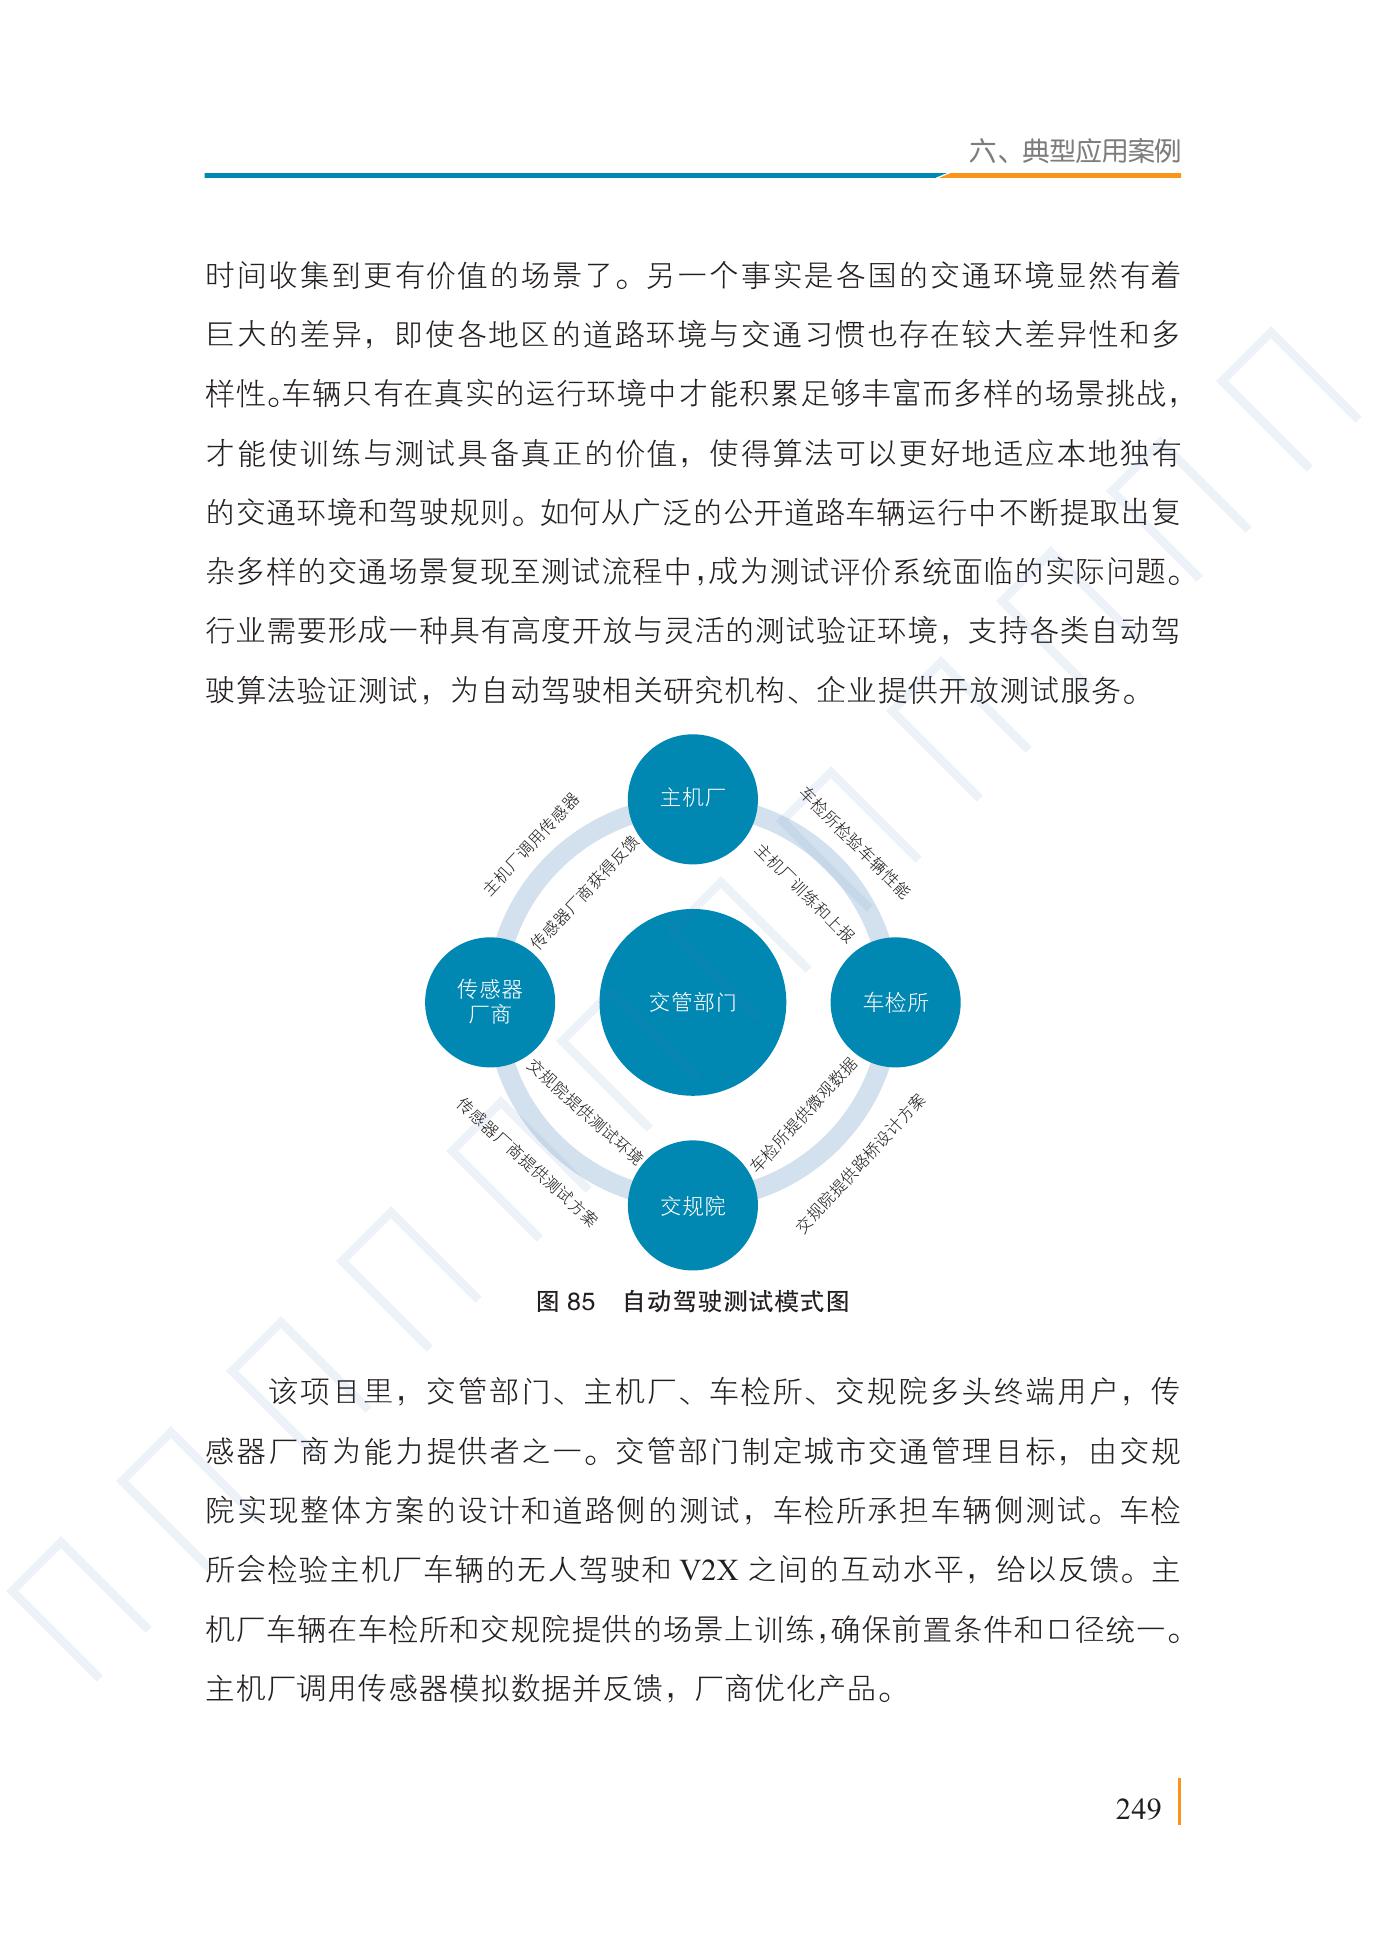 六、典型应用案例
时间收集到更有价值的场景了。另一个事实是各国的交通环境显然有着
巨大的差异，即使各地区的道路环境与交通习惯也存在较大差异性和多
样性。车辆只有在真实的运行环境中才能积累足够丰富而多样的场景挑战，
才能使训练与测试具备真正的价值，使得算法可以更好地适应本地独有
的交通环境和驾驶规则。如何从广泛的公开道路车辆运行中不断提取出复
杂多样的交通场景复现至测试流程中，成为测试评价系统面临的实际问题。
行业需要形成一种具有高度开放与灵活的测试验证环境，支持各类自动驾
驶算法验证测试，为自动驾驶相关研究机构、企业提供开放测试服务。
主机厂
主机厂调用传感器
传感器厂商获得反馈
车检所检验车辆性能
主机厂训练和上报
传感器
厂商
交管部门
车检所
交规院提供测试环境
传感器厂商提供测试方案
车检所提供微观数据
交规院提供路桥设计方案
交规院
图 85 自动驾驶测试模式图
该项目里，交管部门、主机厂、车检所、交规院多头终端用户，传
感器厂商为能力提供者之一。交管部门制定城市交通管理目标，由交规
院实现整体方案的设计和道路侧的测试，车检所承担车辆侧测试。车检
所会检验主机厂车辆的无人驾驶和 V2X 之间的互动水平，给以反馈。主
机厂车辆在车检所和交规院提供的场景上训练，确保前置条件和口径统一。
主机厂调用传感器模拟数据并反馈，厂商优化产品。
249